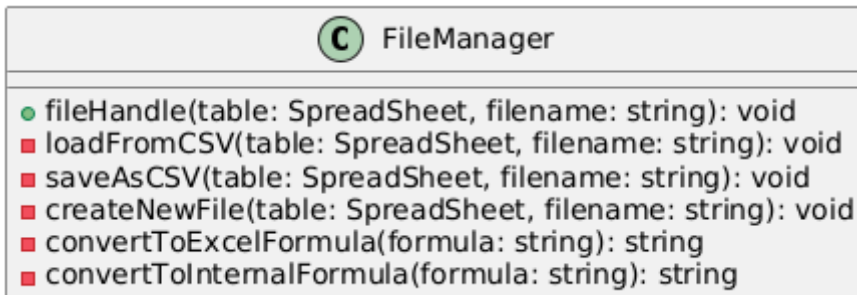 C FileManager
fileHandle(table: SpreadSheet, filename: string): void
loadFromCSV(table: SpreadSheet, filename: string): void
saveAsCSV(table: SpreadSheet, filename: string): void
createNewFile(table: SpreadSheet, filename: string): void
convertToExcelFormula(formula: string): string
convertToInternalFormula(formula: string): string